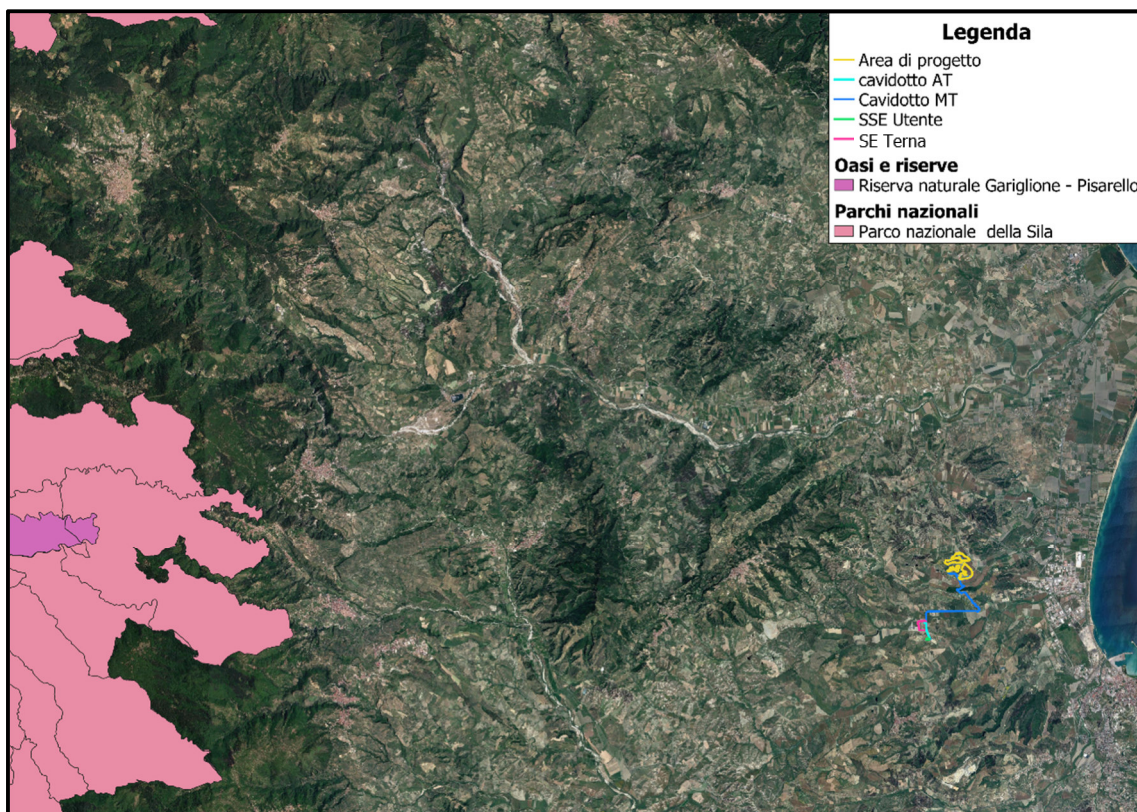 Legenda
Area di progetto
cavidotto AT
Cavidotto MT
SSE Utente
SE Terna
Oasi e riserve
Riserva naturale Gariglione - Pisarello
Parchi nazionali
Parco nazionale della Sila